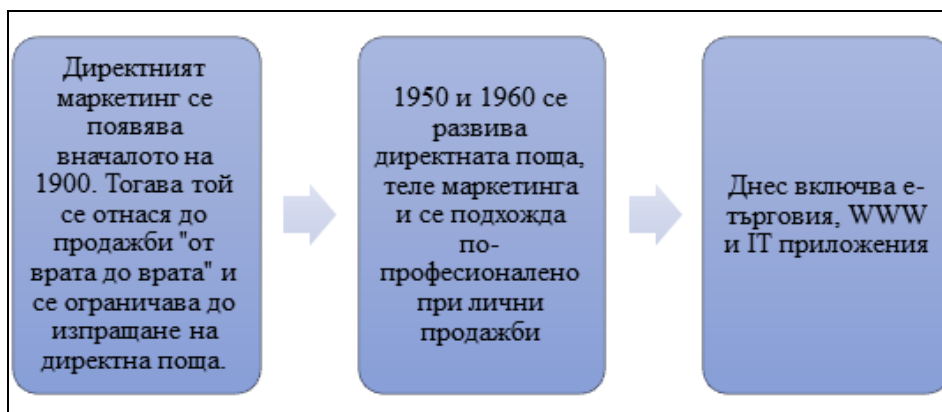 Директният
маркетинг се
появява
вначалото на
1900. Тогава той
се отнася до
продажби "от
врата до врата" и
се ограничава до
изпращане на
директна поща.
1950 и 1960 се
развива
директната поща,
теле маркетинга
и се подхожда
по-
професионалено
при лични
продажби
Днес включва е-
търговия, WWW
и IT приложения